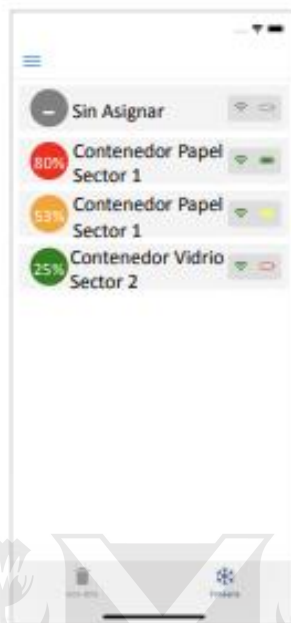 Sin Asignar
80%
Contenedor Papel
Sector 1
53%
Contenedor Papel
Sector 1
25%
Contenedor Vidrio
Sector 2